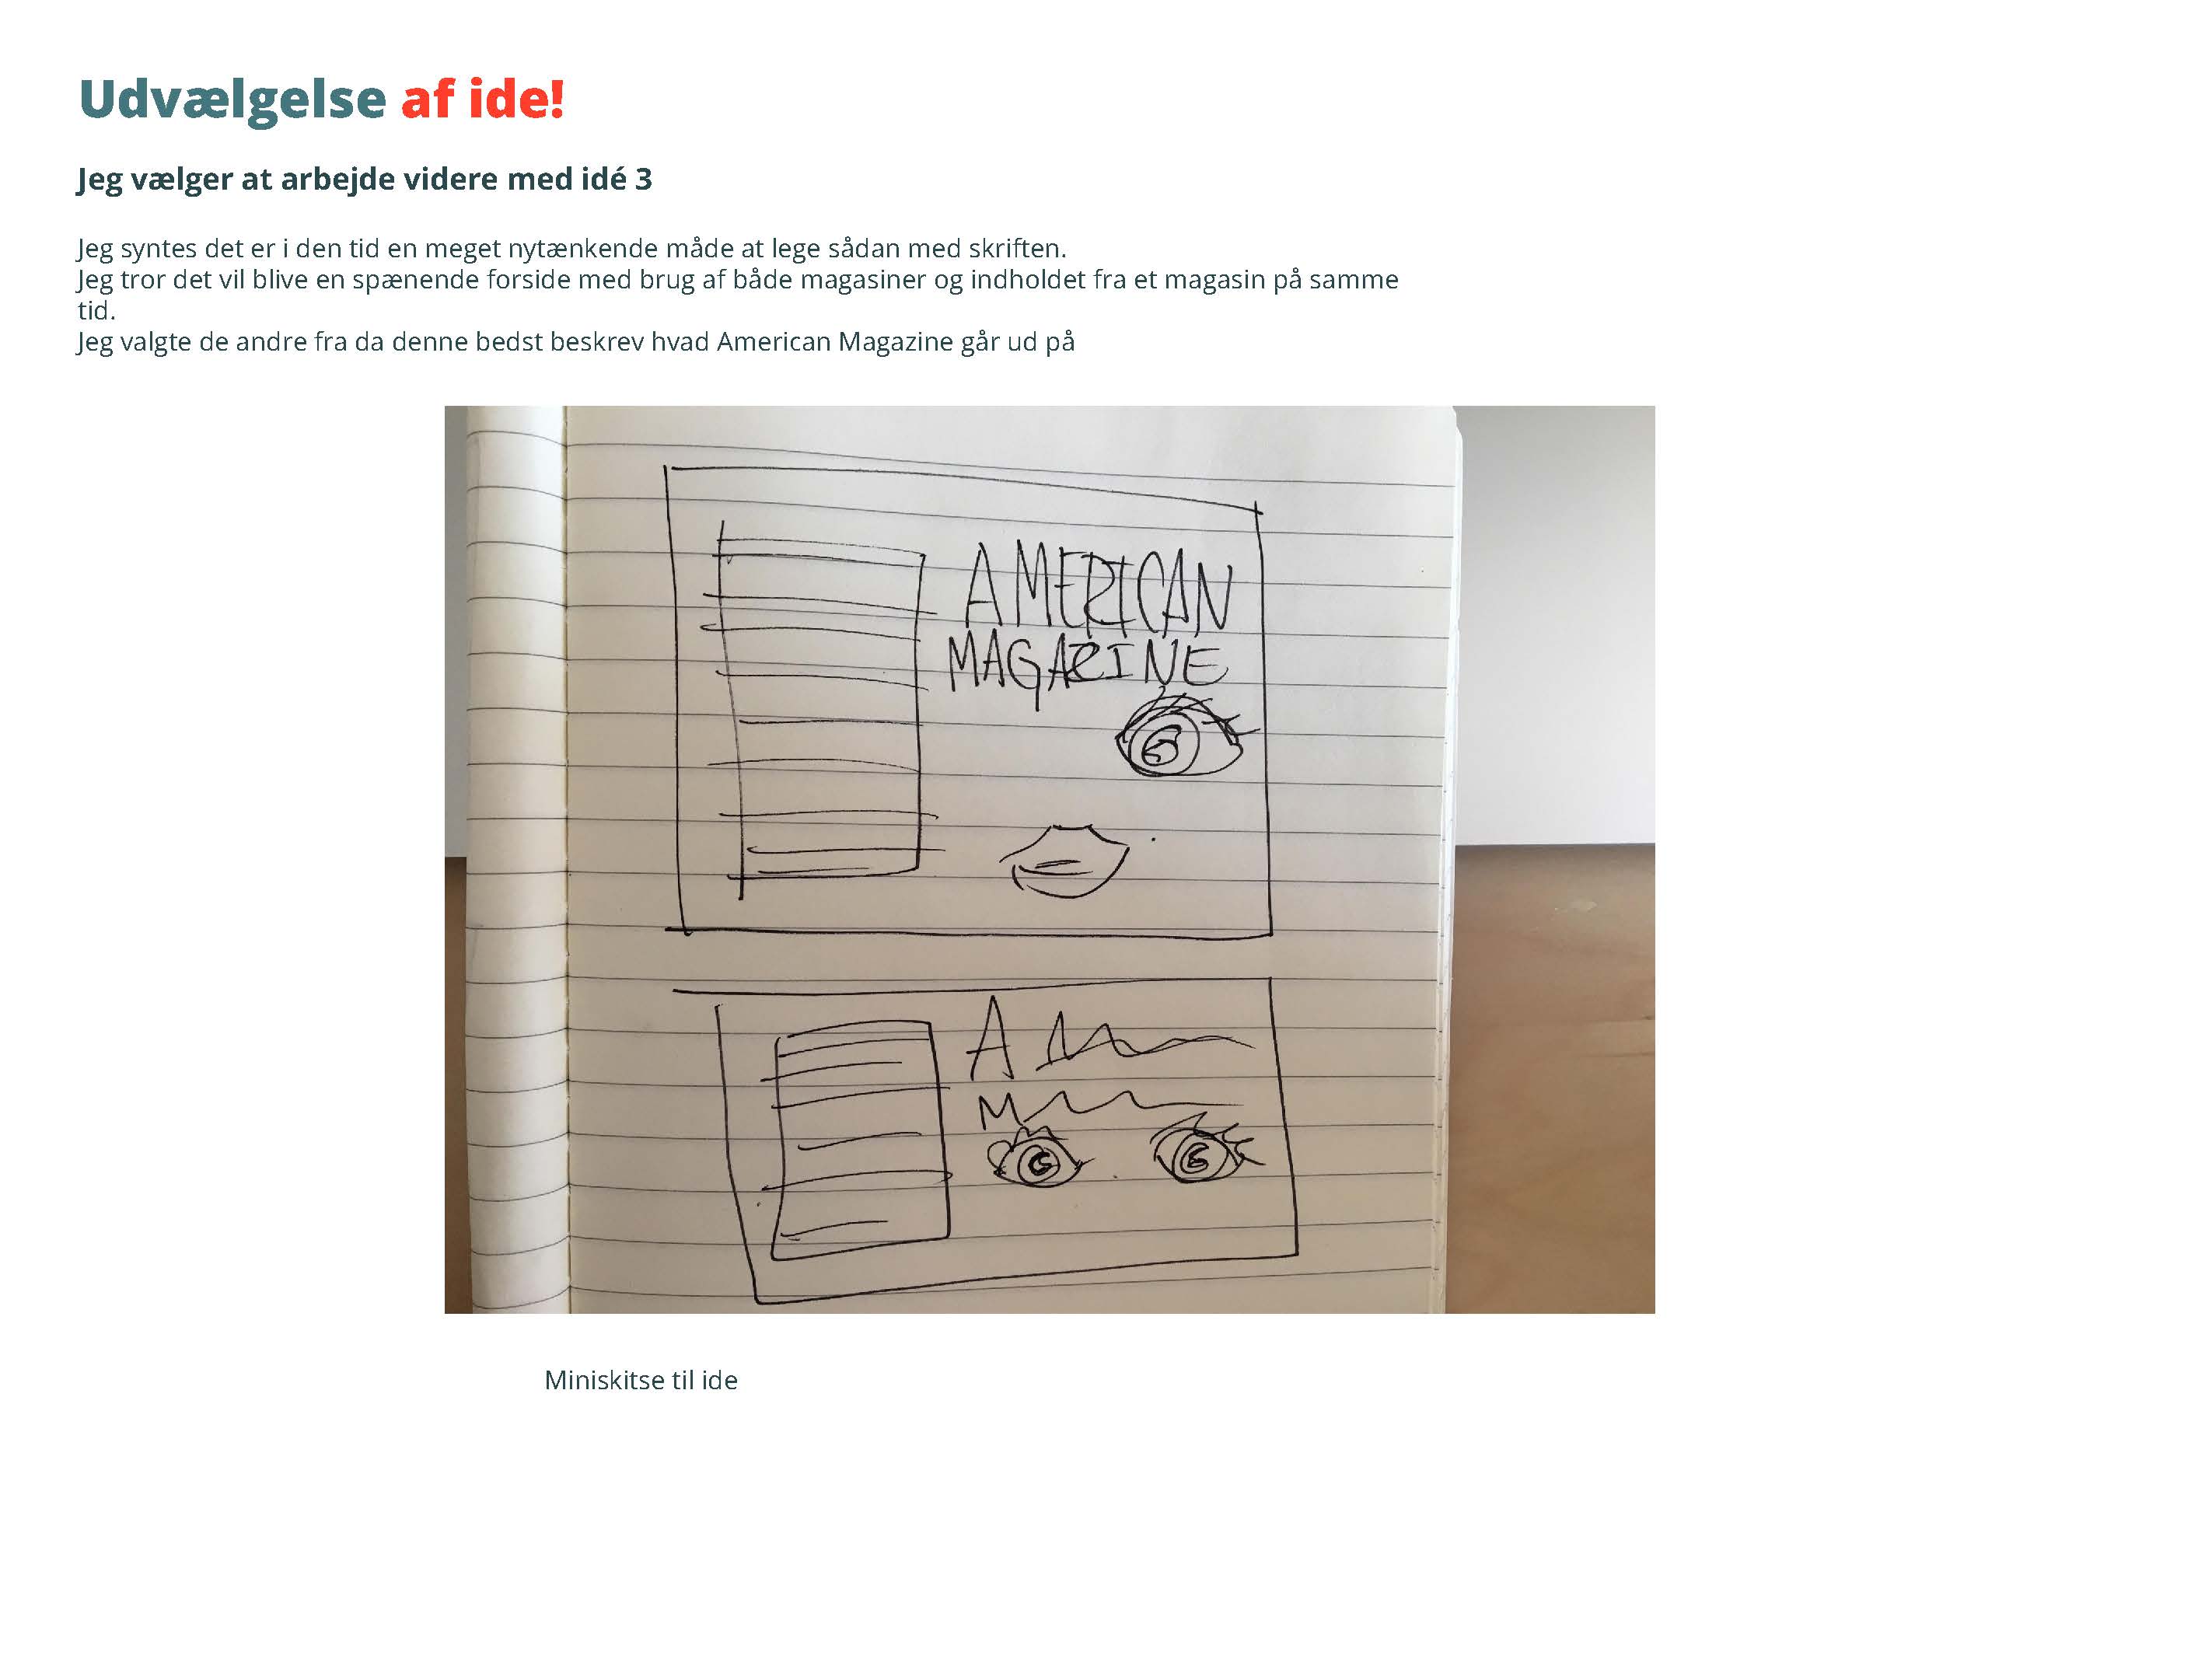 Udvælgelse af ide!
Jeg vælger at arbejde videre med idé 3
Jeg syntes det er i den tid en meget nytænkende måde at lege sådan med skriften.
Jeg tror det vil blive en spænende forside med brug af både magasiner og indholdet fra et magasin på samme
tid.
Jeg valgte de andre fra da denne bedst beskrev hvad American Magazine går ud på
AMERICAN
MAGAZINE
A
M
Miniskitse til ide